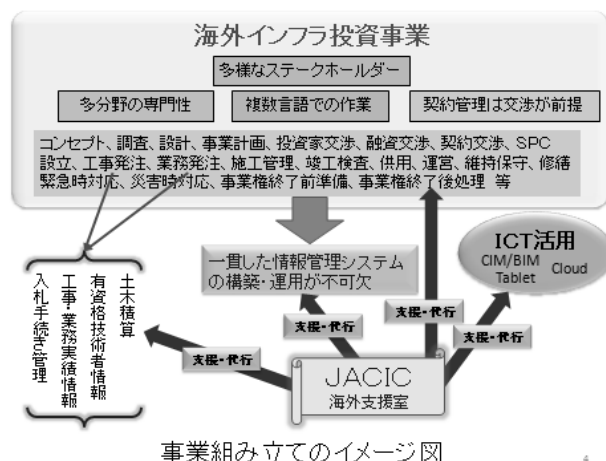 海外インフラ投資事業
多様なステークホルダー
多分野の専門性
複数言語での作業
契約管理は交渉が前提
コンセプト、調査、設計、事業計画、投資家交渉、融資交渉、契約交渉、SPC
設立、工事発注、業務発注、施工管理、竣工検査、供用、運営、維持保守、修繕
緊急時対応、災害時対応、事業権終了前準備、事業権終了後処理 等
一貫した情報管理システム
の構築・運用が不可欠
ICT活用
CIM/BIM
Tablet
Cloud
土木積算
有資格技術者情報
工事・業務実績情報
入札手続き管理
支援・代行
支援・代行
支援・代行
支援・代行
JACIC
海外支援室
事業組み立てのイメージ図
4